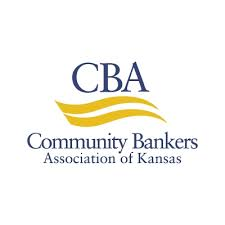 CBA
Community Bankers
Association of Kansas